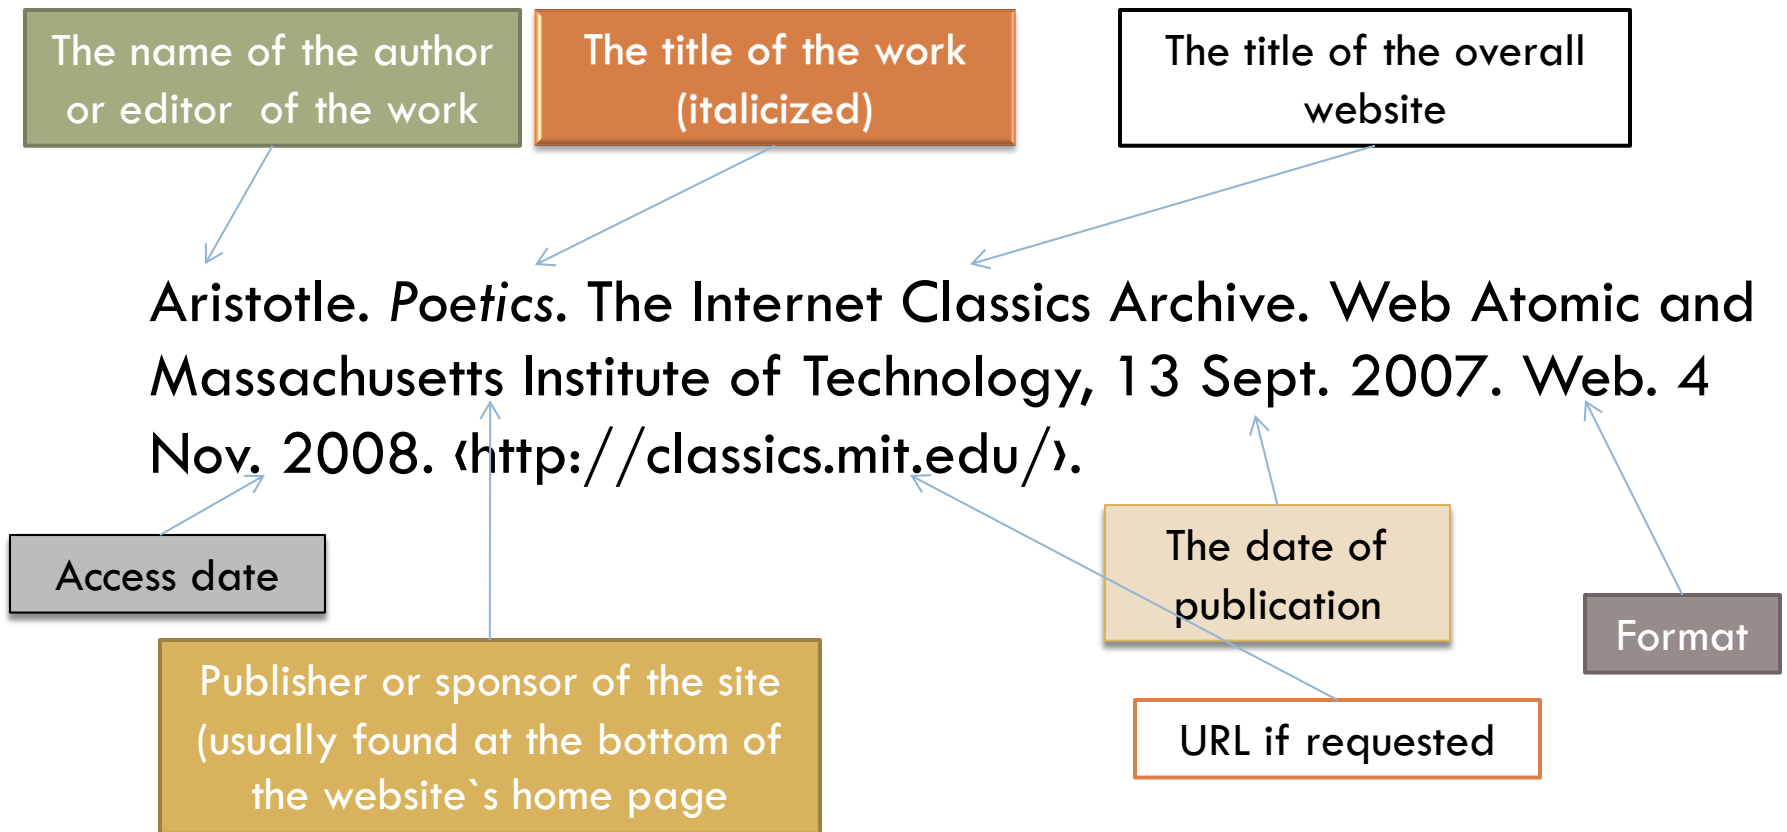 The name of the author
or editor of the work
The title of the work
(italicized)
The title of the overall
website
Aristotle. Poetics. The Internet Classics Archive. Web Atomic and
Massachusetts Institute of Technology, 13 Sept. 2007. Web. 4
Nov. 2008. ‹http://classics.mit.edu/›.
Access date
The date of
publication
Format
Publisher or sponsor of the site
(usually found at the bottom of
the website`s home page
URL if requested